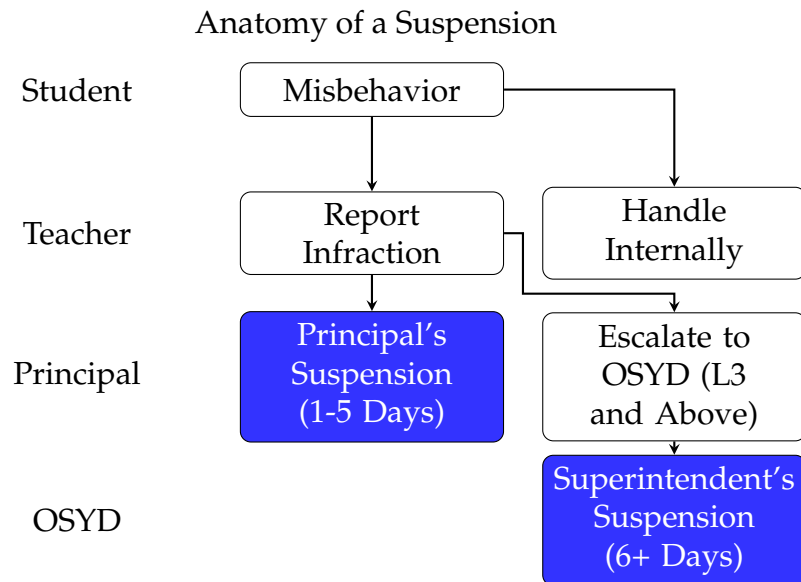 Anatomy of a Suspension
Student
Misbehavior
Teacher
Report
Infraction
Handle
Internally
Principal
Principal's
Suspension
(1-5 Days)
Escalate to
OSYD (L3
and Above)
OSYD
Superintendent's
Suspension
(6+ Days)